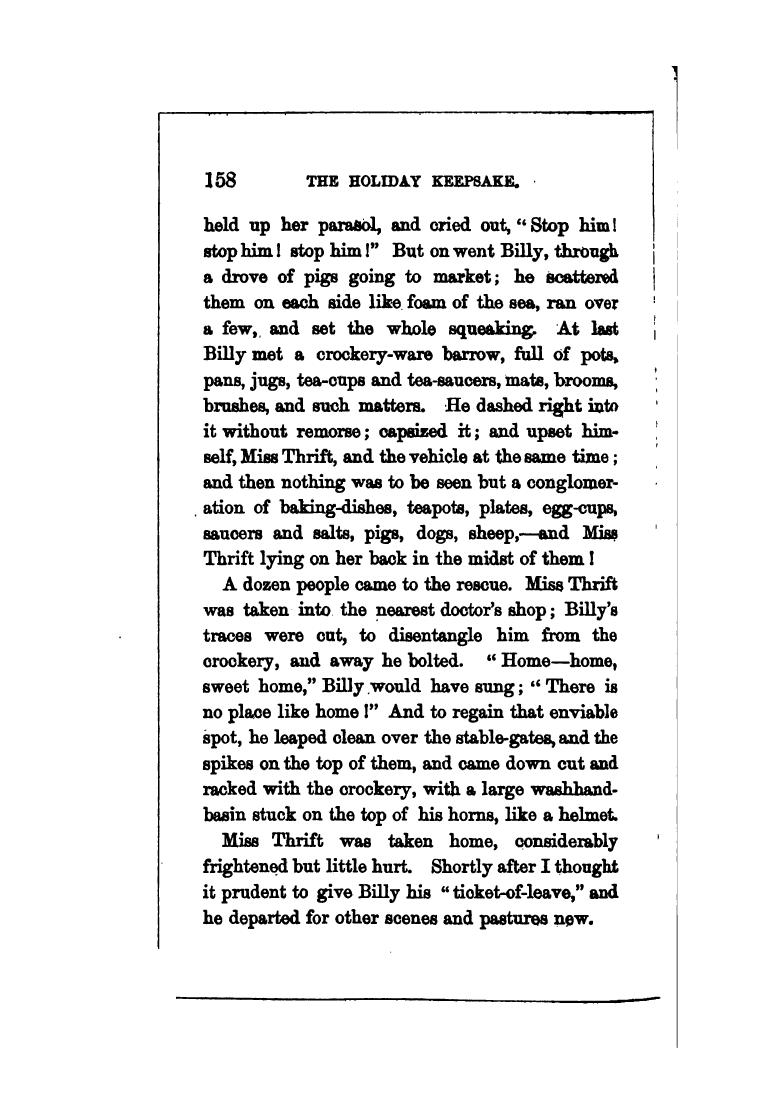 158 THE HOLIDAY KEEPSAKE.
held up her parasol, and cried out, "Stop him!
stop him! stop him!" But on went Billy, through
a drove of pigs going to market; he scattered
them on each side like foam of the sea, ran over
a few, and set the whole squeaking. At last
Billy met a crockery-ware barrow, full of pots,
pans, jugs, tea-cups and tea-saucers, mats, brooms,
brushes, and such matters. He dashed right into
it without remorse; capsized it; and upset him-
self, Miss Thrift, and the vehicle at the same time;
and then nothing was to be seen but a conglomer-
ation of baking-dishes, teapots, plates, egg-cups,
saucers and salts, pigs, dogs, sheep,—and Miss
Thrift lying on her back in the midst of them!
A dozen people came to the rescue. Miss Thrift
was taken into the nearest doctor's shop; Billy's
traces were cut, to disentangle him from the
crockery, and away he bolted. "Home—home,
sweet home," Billy would have sung; "There is
no place like home!" And to regain that enviable
spot, he leaped clean over the stable-gates, and the
spikes on the top of them, and came down cut and
racked with the crockery, with a large washhand-
basin stuck on the top of his horns, like a helmet.
Miss Thrift was taken home, considerably
frightened but little hurt. Shortly after I thought
it prudent to give Billy his "ticket-of-leave," and
he departed for other scenes and pastures new.